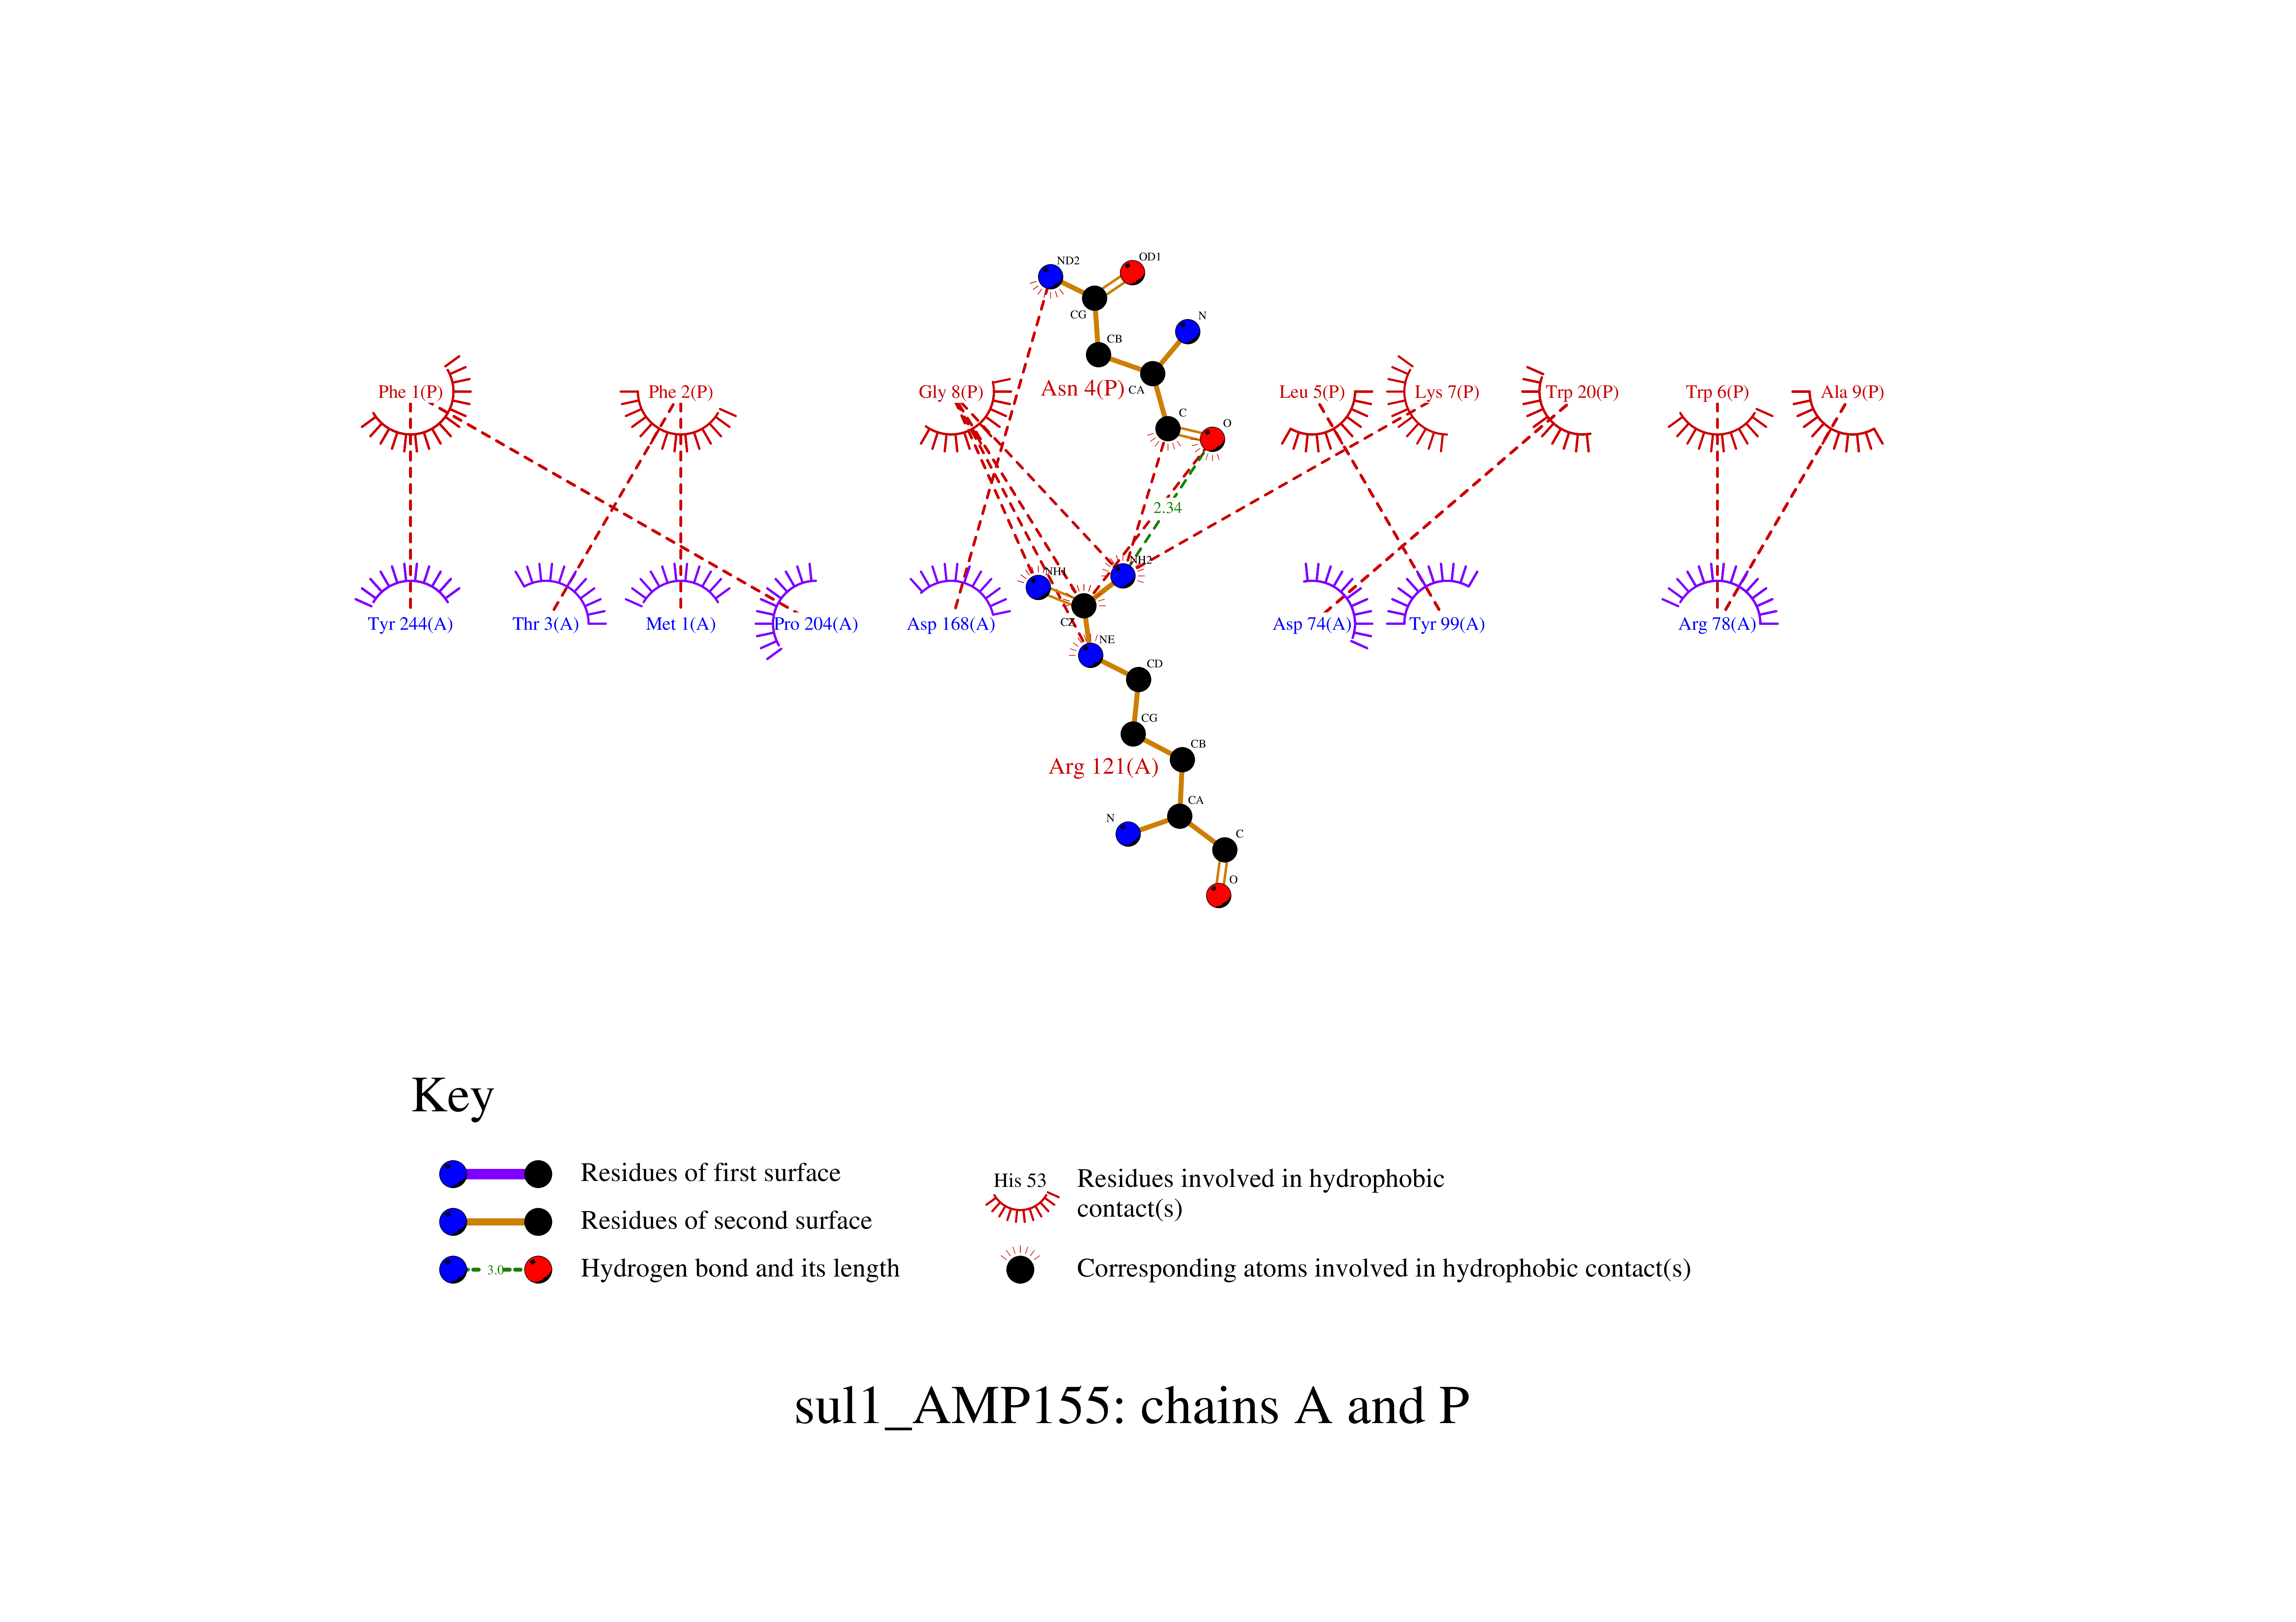 ND2
OD1
CG
N
CB
Asn 4(P)
CA
C
O
Phe 1(P)
Phe 2(P)
Gly 8(P)
Leu 5(P)
Lys 7(P)
Trp 20(P)
Trp 6(P)
Ala 9(P)
2.34
NH1
NH2
Tyr 244(A)
Thr 3(A)
Met 1(A)
Pro 204(A)
Asp 168(A)
CZ
Asp 74(A)
Tyr 99(A)
Arg 78(A)
NE
CD
CG
CB
Arg 121(A)
CA
N
C
O
Key
Residues of first surface
Residues of second surface
3.0
Hydrogen bond and its length
His 53
Residues involved in hydrophobic
contact(s)
Corresponding atoms involved in hydrophobic contact(s)
sul1_AMP155: chains A and P